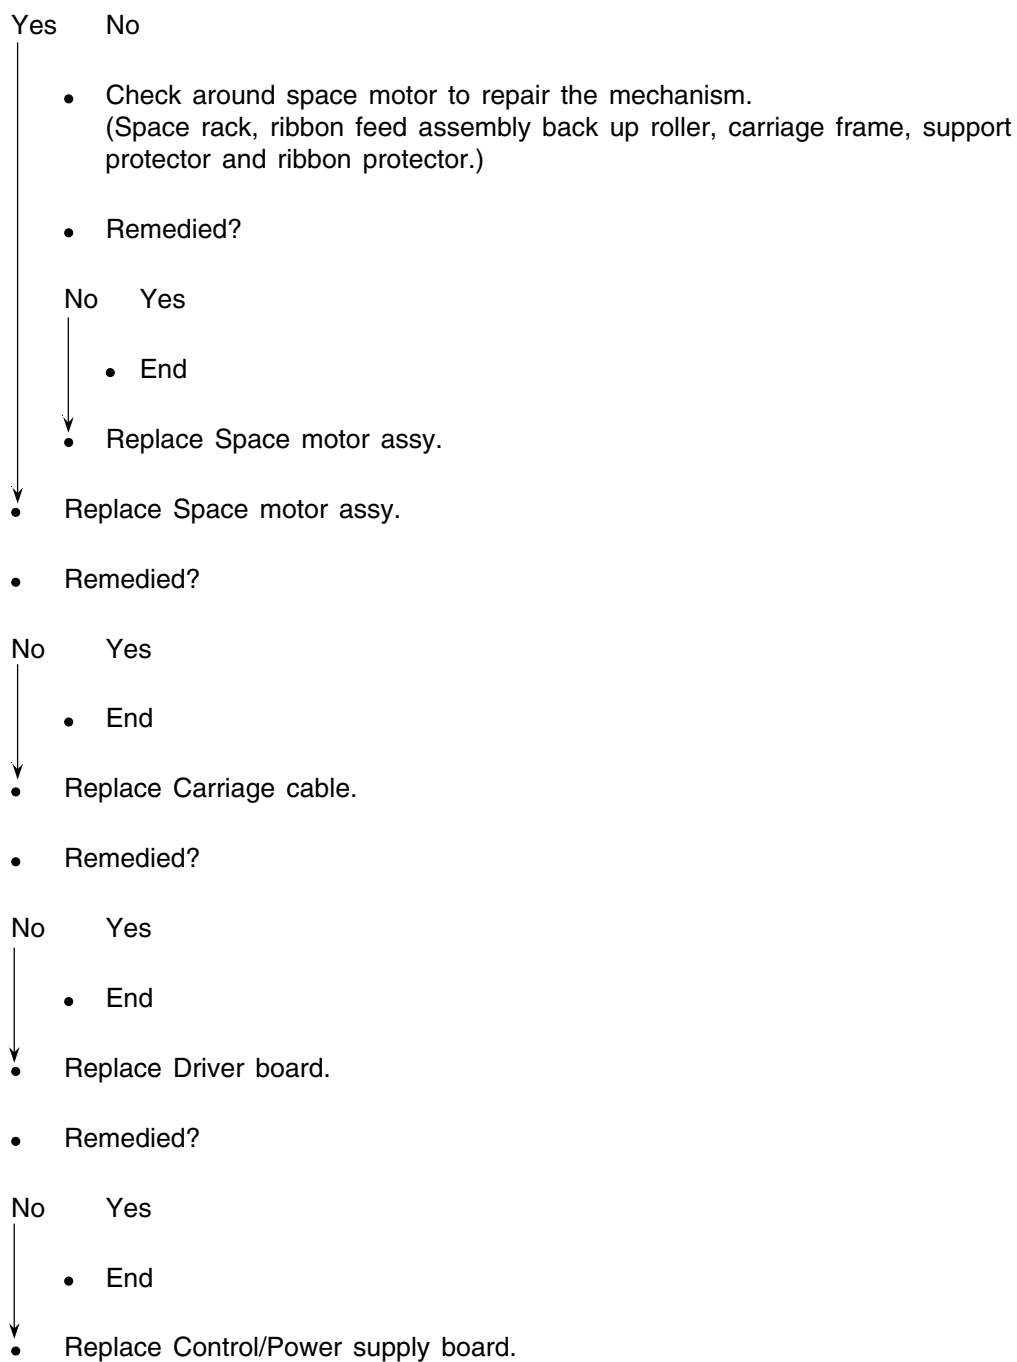 Yes No
• Check around space motor to repair the mechanism.
(Space rack, ribbon feed assembly back up roller, carriage frame, support
protector and ribbon protector.)
• Remedied?
No Yes
• End
• Replace Space motor assy.
• Replace Space motor assy.
• Remedied?
No Yes
• End
• Replace Carriage cable.
• Remedied?
No Yes
• End
• Replace Driver board.
• Remedied?
No Yes
• End
• Replace Control/Power supply board.